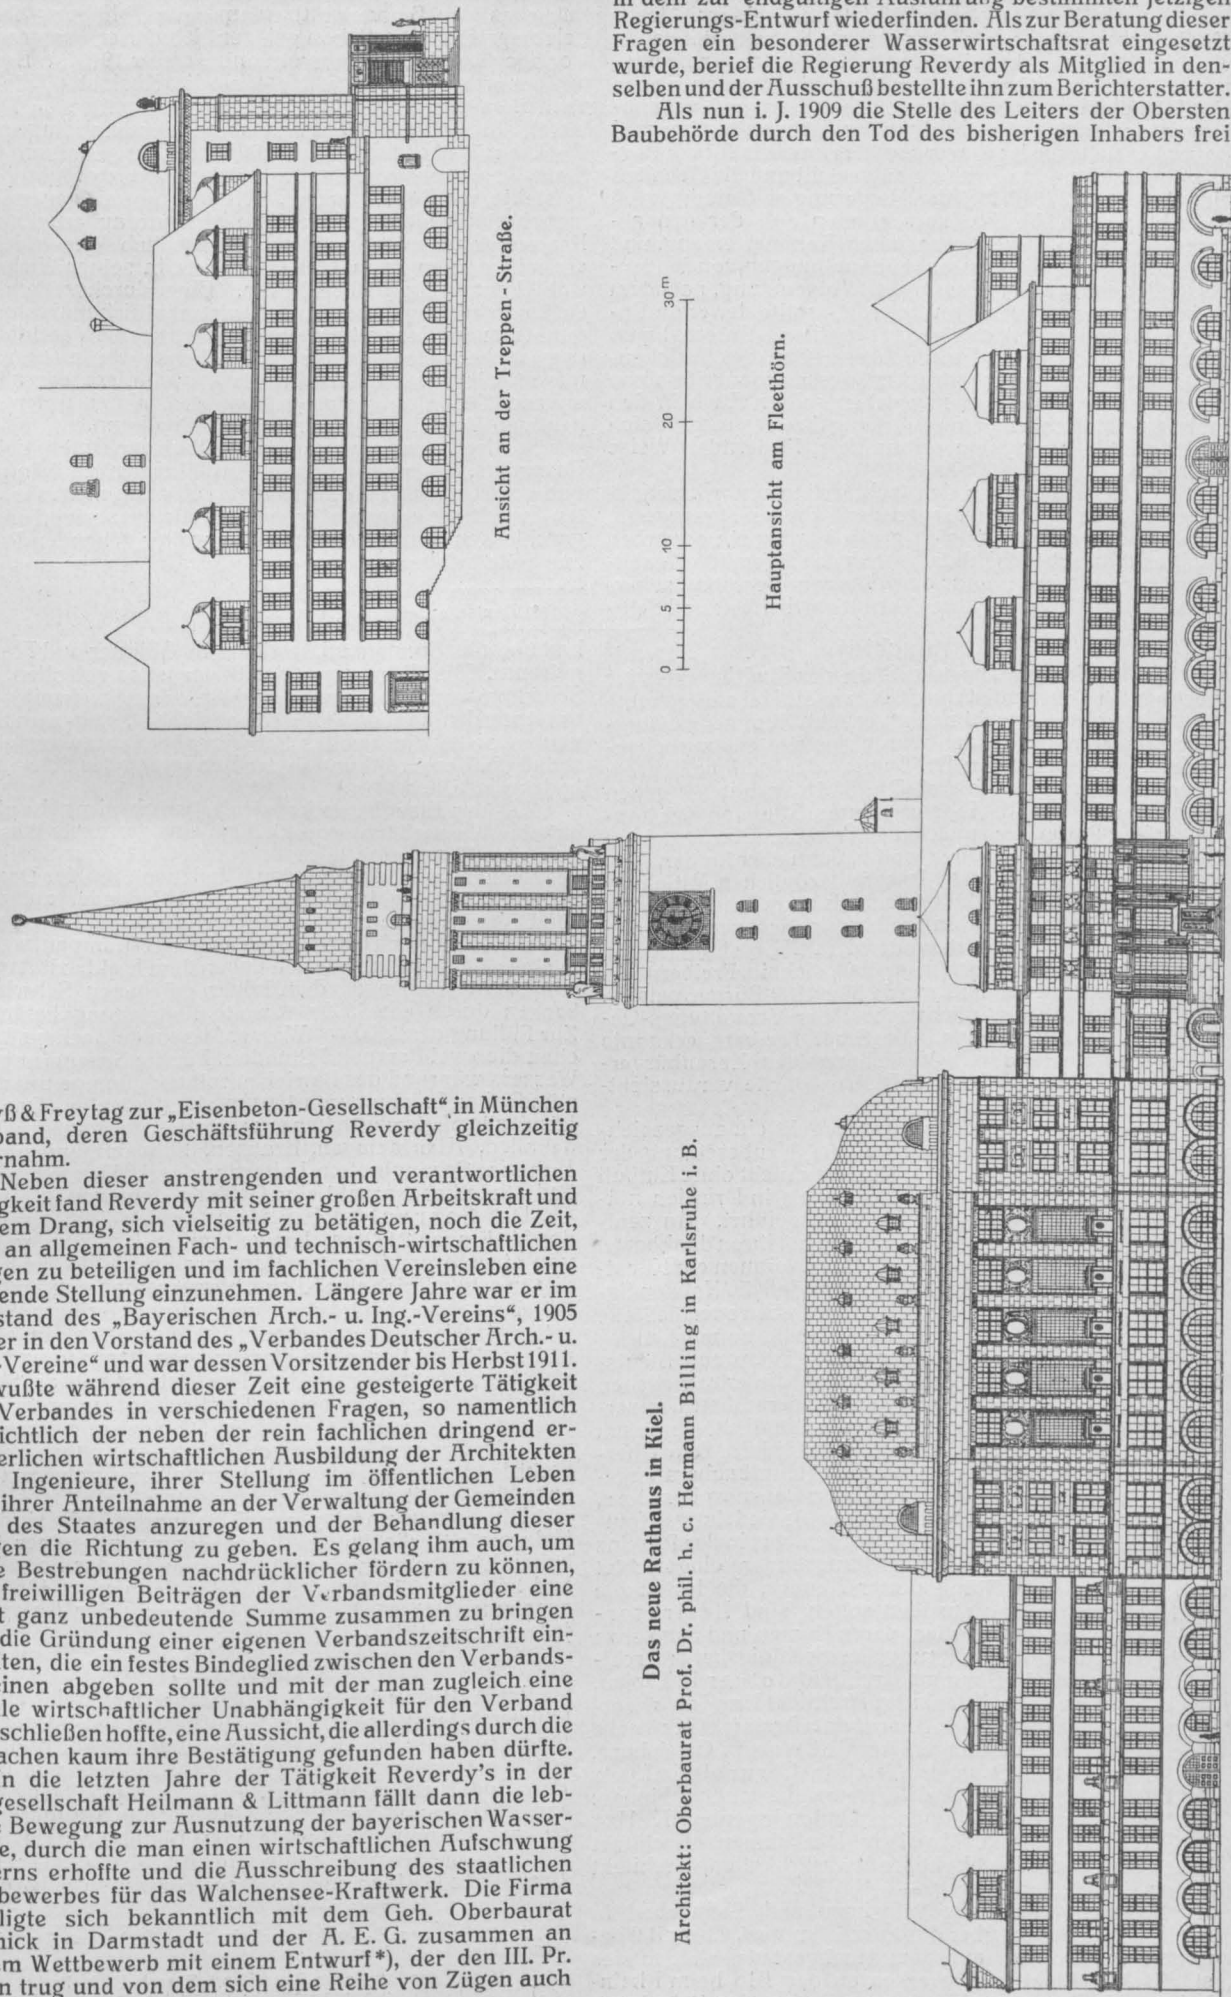 ß & Freytag zur „Eisenbeton-Gesellschaft“ in München
band, deren Geschäftsführung Reverdy gleichzeitig
rnahm.
Neben dieser anstrengenden und verantwortlichen
gkeit fand Reverdy mit seiner großen Arbeitskraft und
em Drang, sich vielseitig zu betätigen, noch die Zeit,
an allgemeinen Fach- und technisch-wirtschaftlichen
gen zu beteiligen und im fachlichen Vereinsleben eine
ende Stellung einzunehmen. Längere Jahre war er im
stand des „Bayerischen Arch.- u. Ing.-Vereins“, 1905
er in den Vorstand des „Verbandes Deutscher Arch.- u.
-Vereine“ und war dessen Vorsitzender bis Herbst 1911.
wußte während dieser Zeit eine gesteigerte Tätigkeit
Verbandes in verschiedenen Fragen, so namentlich
ichtlich der neben der rein fachlichen dringend er-
erlichen wirtschaftlichen Ausbildung der Architekten
Ingenieure, ihrer Stellung im öffentlichen Leben
ihrer Anteilnahme an der Verwaltung der Gemeinden
des Staates anzuregen und der Behandlung dieser
gen die Richtung zu geben. Es gelang ihm auch, um
e Bestrebungen nachdrücklicher fördern zu können,
freiwilligen Beiträgen der Verbandsmitglieder eine
t ganz unbedeutende Summe zusammen zu bringen
die Gründung einer eigenen Verbandszeitschrift ein-
ten, die ein festes Bindeglied zwischen den Verbands-
inen abgeben sollte und mit der man zugleich eine
le wirtschaftlicher Unabhängigkeit für den Verband
schließen hoffte, eine Aussicht, die allerdings durch die
achen kaum ihre Bestätigung gefunden haben dürfte.
n die letzten Jahre der Tätigkeit Reverdy's in der
gesellschaft Heilmann & Littmann fällt dann die leb-
Bewegung zur Ausnutzung der bayerischen Wasser-
e, durch die man einen wirtschaftlichen Aufschwung
erns erhoffte und die Ausschreibung des staatlichen
bewerbes für das Walchensee-Kraftwerk. Die Firma
ligte sich bekanntlich mit dem Geh. Oberbaurat
nick in Darmstadt und der A. E. G. zusammen an
m Wettbewerb mit einem Entwurf*), der den III. Pr.
n trug und von dem sich eine Reihe von Zügen auch
in dem zur endgültigen Ausführung bestimmten jetzigen
Regierungs-Entwurf wiederfinden. Als zur Beratung dieser
Fragen ein besonderer Wasserwirtschaftsrat eingesetzt
wurde, berief die Regierung Reverdy als Mitglied in den-
selben und der Ausschuß bestellte ihn zum Berichterstatter.
Als nun i. J. 1909 die Stelle des Leiters der Obersten
Baubehörde durch den Tod des bisherigen Inhabers frei
Ansicht an der Treppen-Straße.
0 5 10 20 30 m
Hauptansicht am Fleethörn.
Das neue Rathaus in Kiel.
Architekt: Oberbaurat Prof. Dr. phil. h. c. Hermann Billing in Karlsruhe i. B.